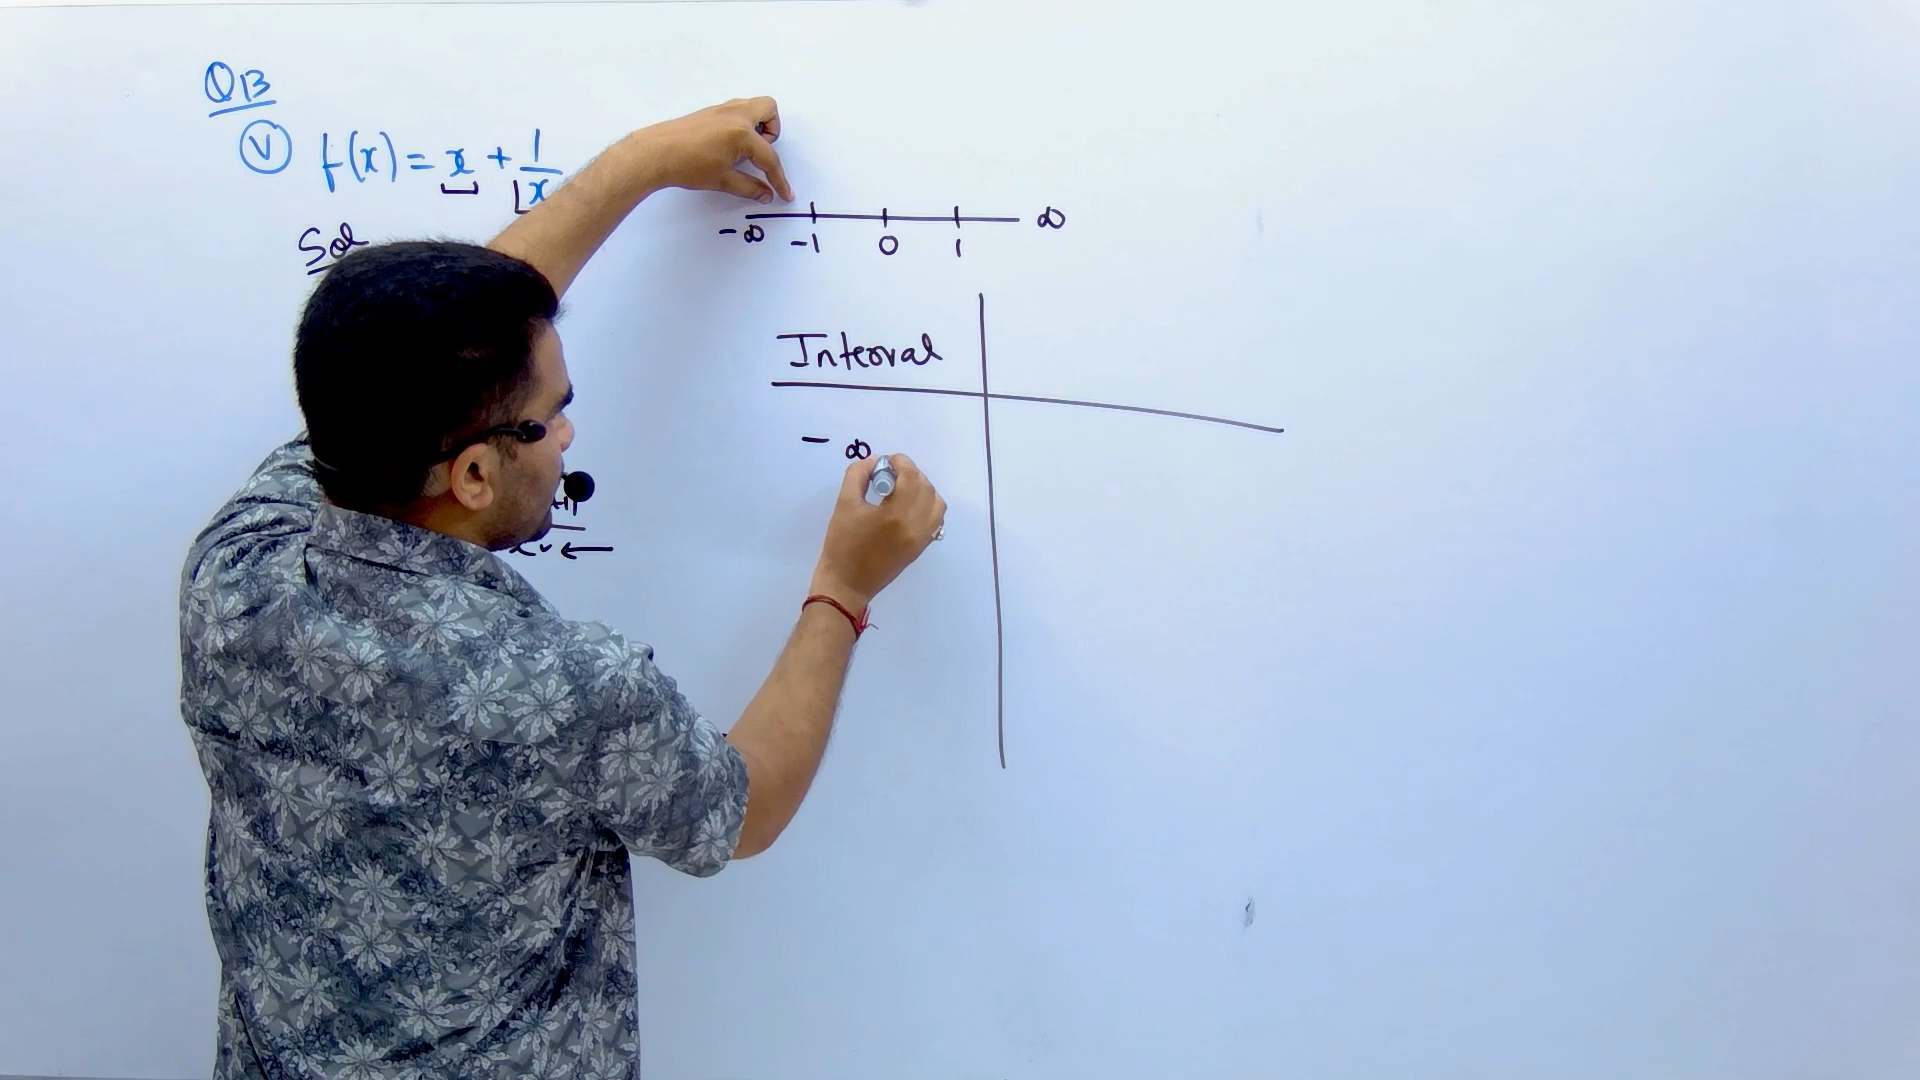 Q13
(V) f(x) = x + 1/x
Sol
-∞ -1 0 1 ∞
Interval
- ∞